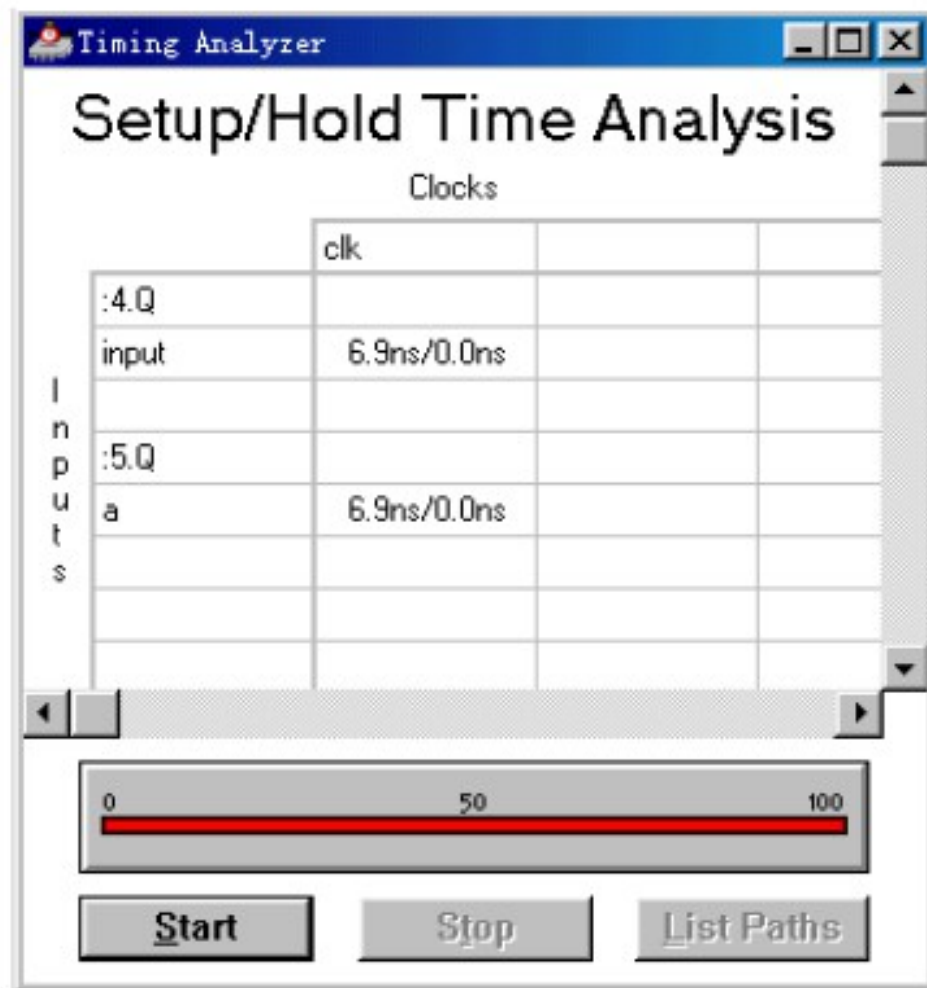 Timing Analyzer
Setup/Hold Time Analysis
Clocks
clk
:4.Q
input 6.9ns/0.0ns
Inputs
:5.Q
a 6.9ns/0.0ns
0 50 100
Start Stop List Paths